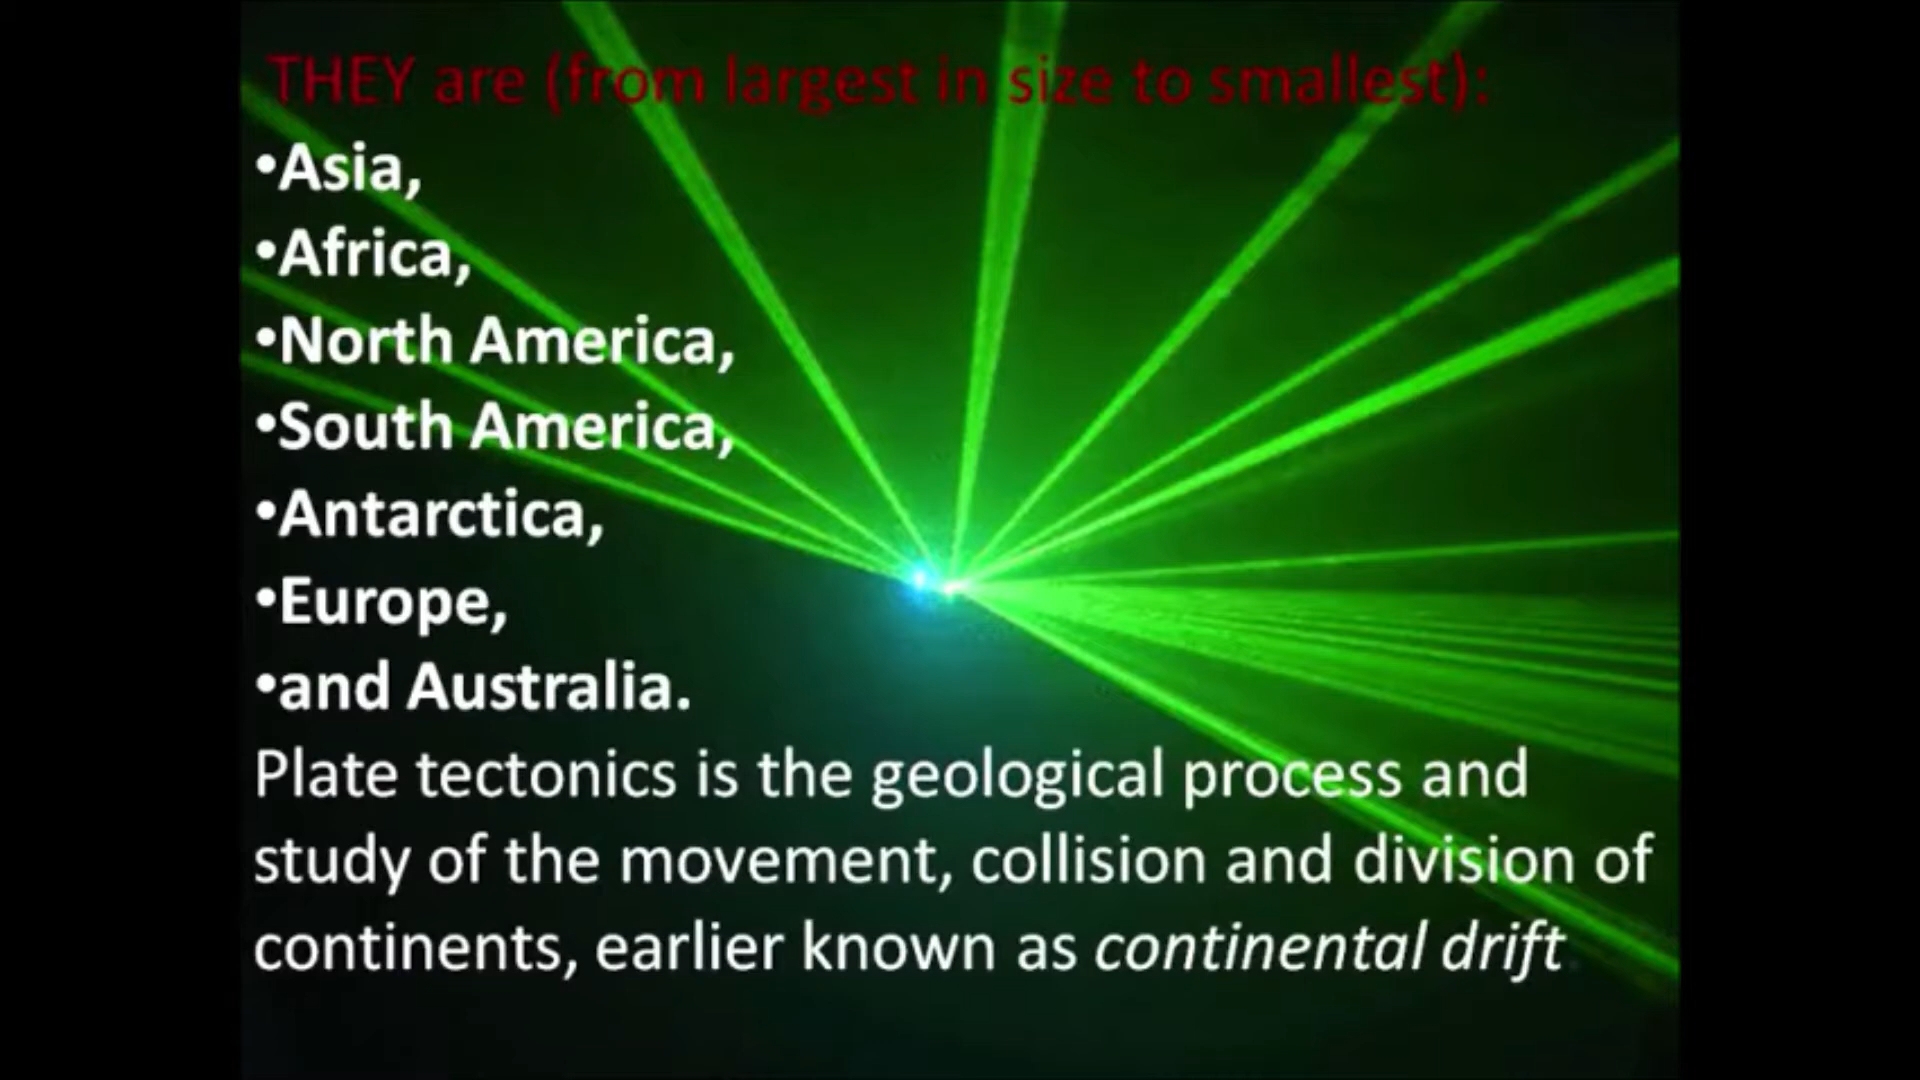 THEY are (from largest in size to smallest):
•Asia,
•Africa,
•North America,
•South America,
•Antarctica,
•Europe,
•and Australia.
Plate tectonics is the geological process and
study of the movement, collision and division of
continents, earlier known as continental drift.